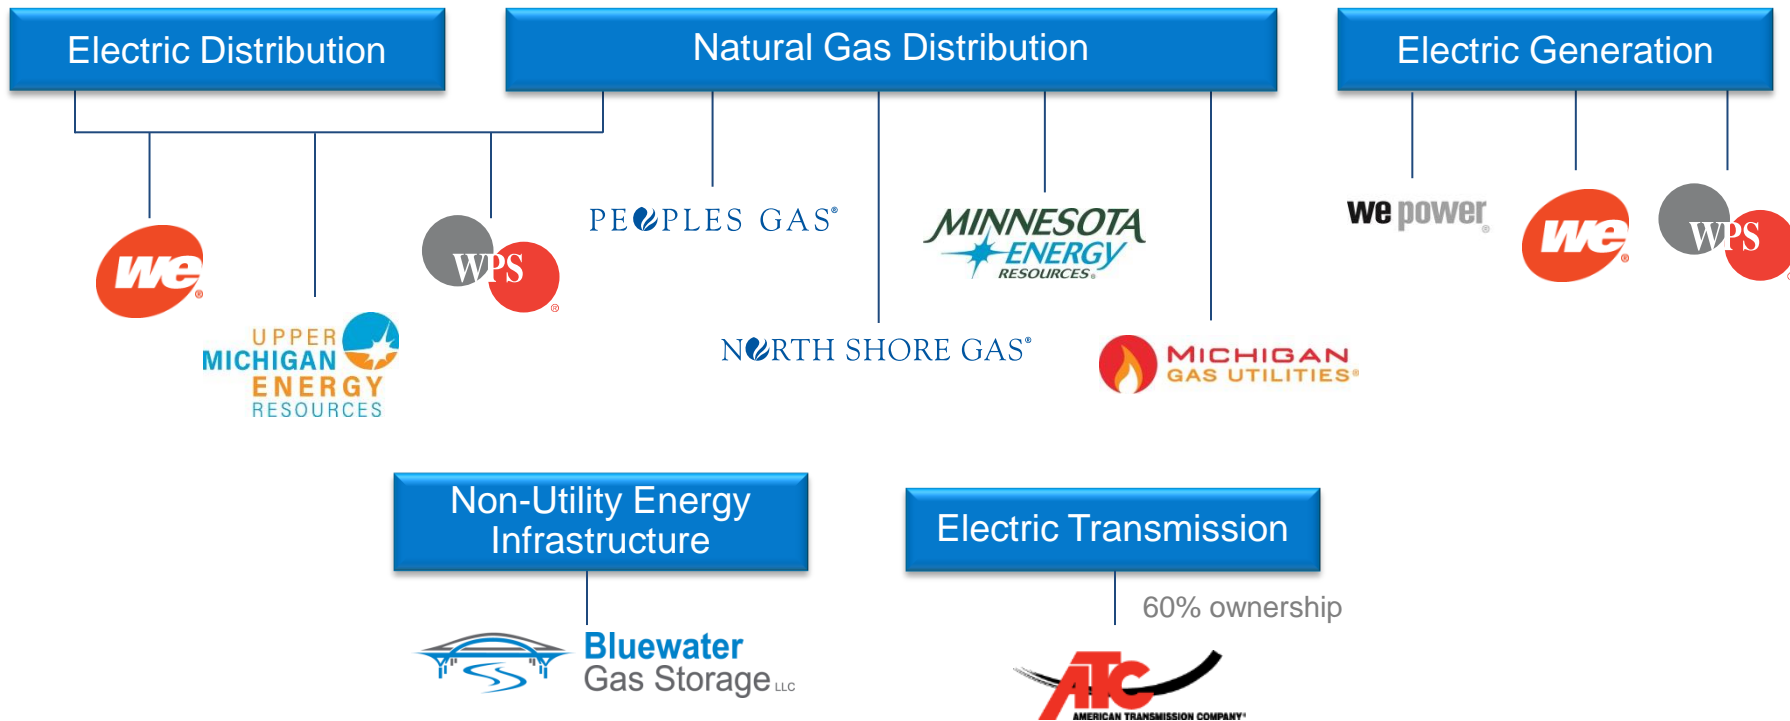 Electric Distribution
Natural Gas Distribution
Electric Generation
we®
UPPER
MICHIGAN
ENERGY
RESOURCES
WPS®
PEOPLES GAS®
NORTH SHORE GAS®
MINNESOTA
ENERGY
RESOURCES®
MICHIGAN
GAS UTILITIES®
we power®
we®
WPS®
Non-Utility Energy
Infrastructure
Bluewater
Gas Storage LLC
Electric Transmission
60% ownership
ATC
AMERICAN TRANSMISSION COMPANY®